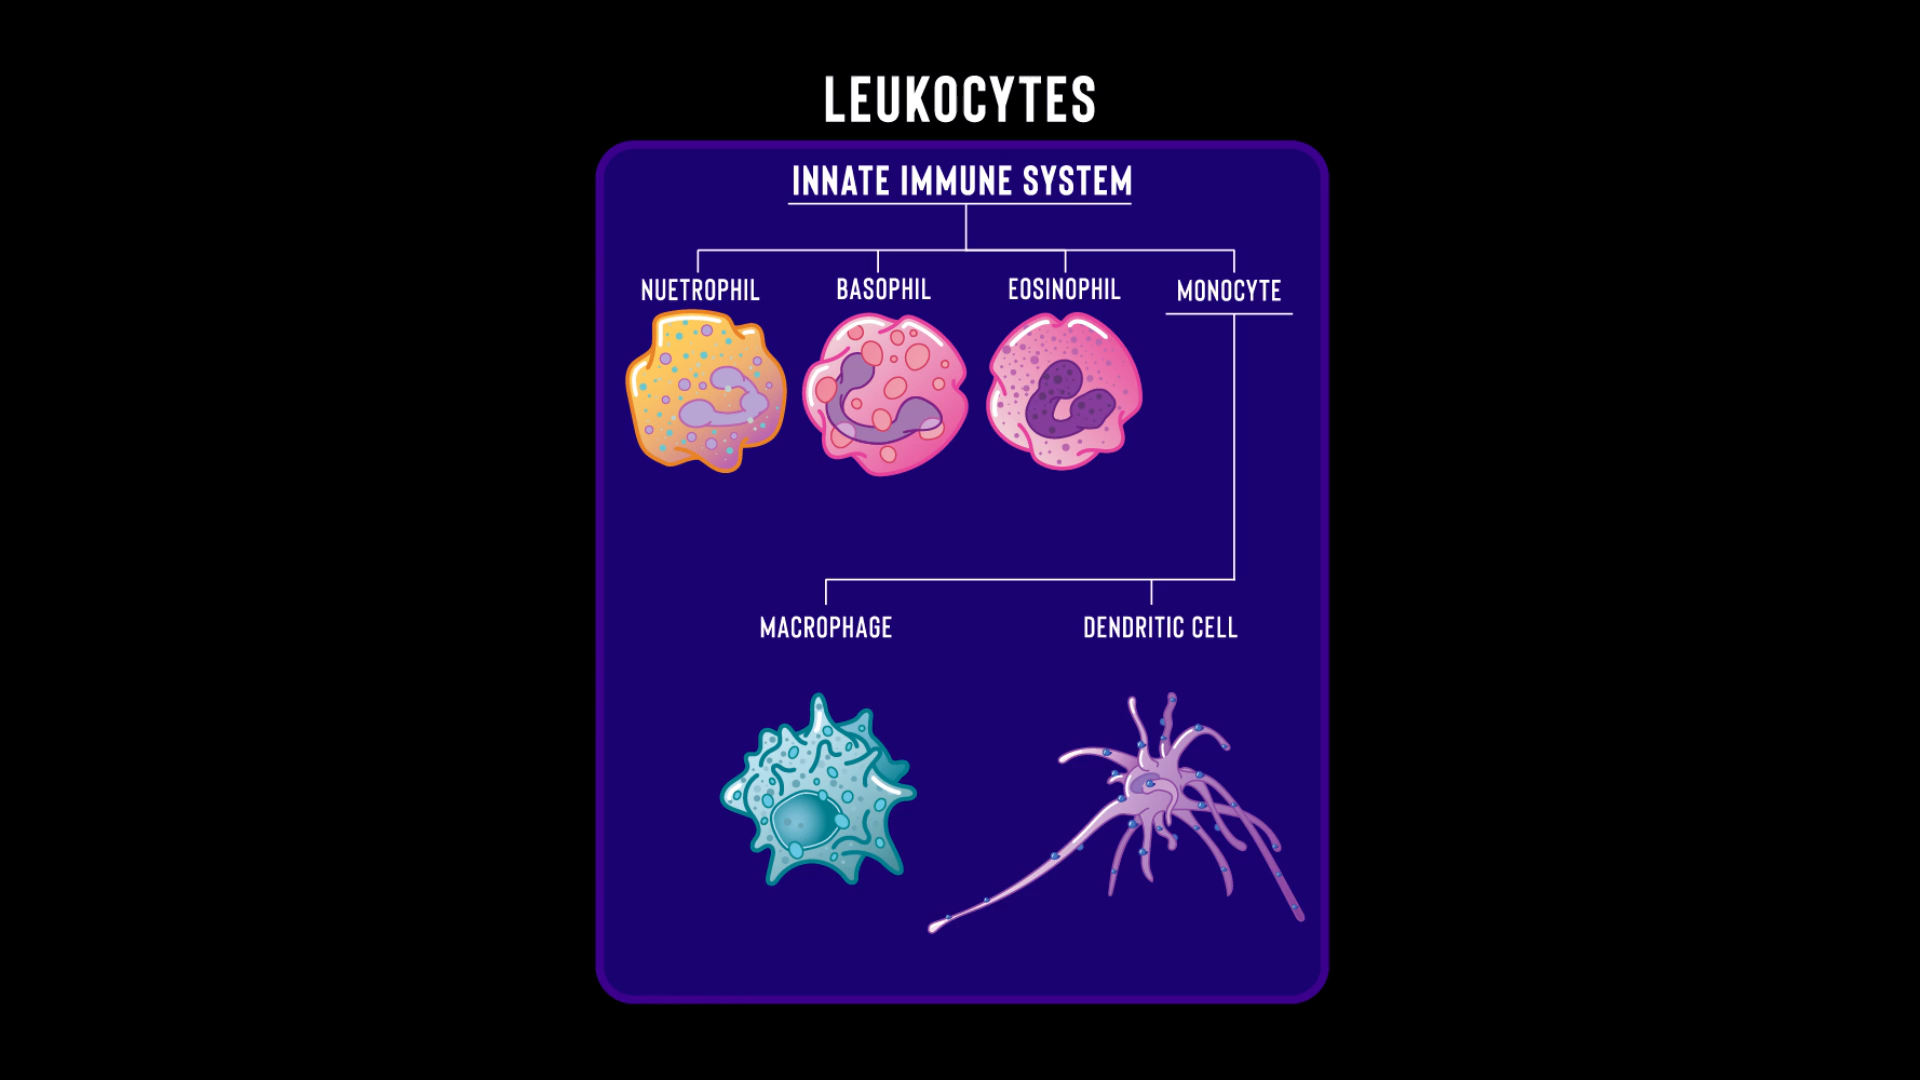 LEUKOCYTES
INNATE IMMUNE SYSTEM
NUETROPHIL
BASOPHIL
EOSINOPHIL
MONOCYTE
MACROPHAGE
DENDRITIC CELL